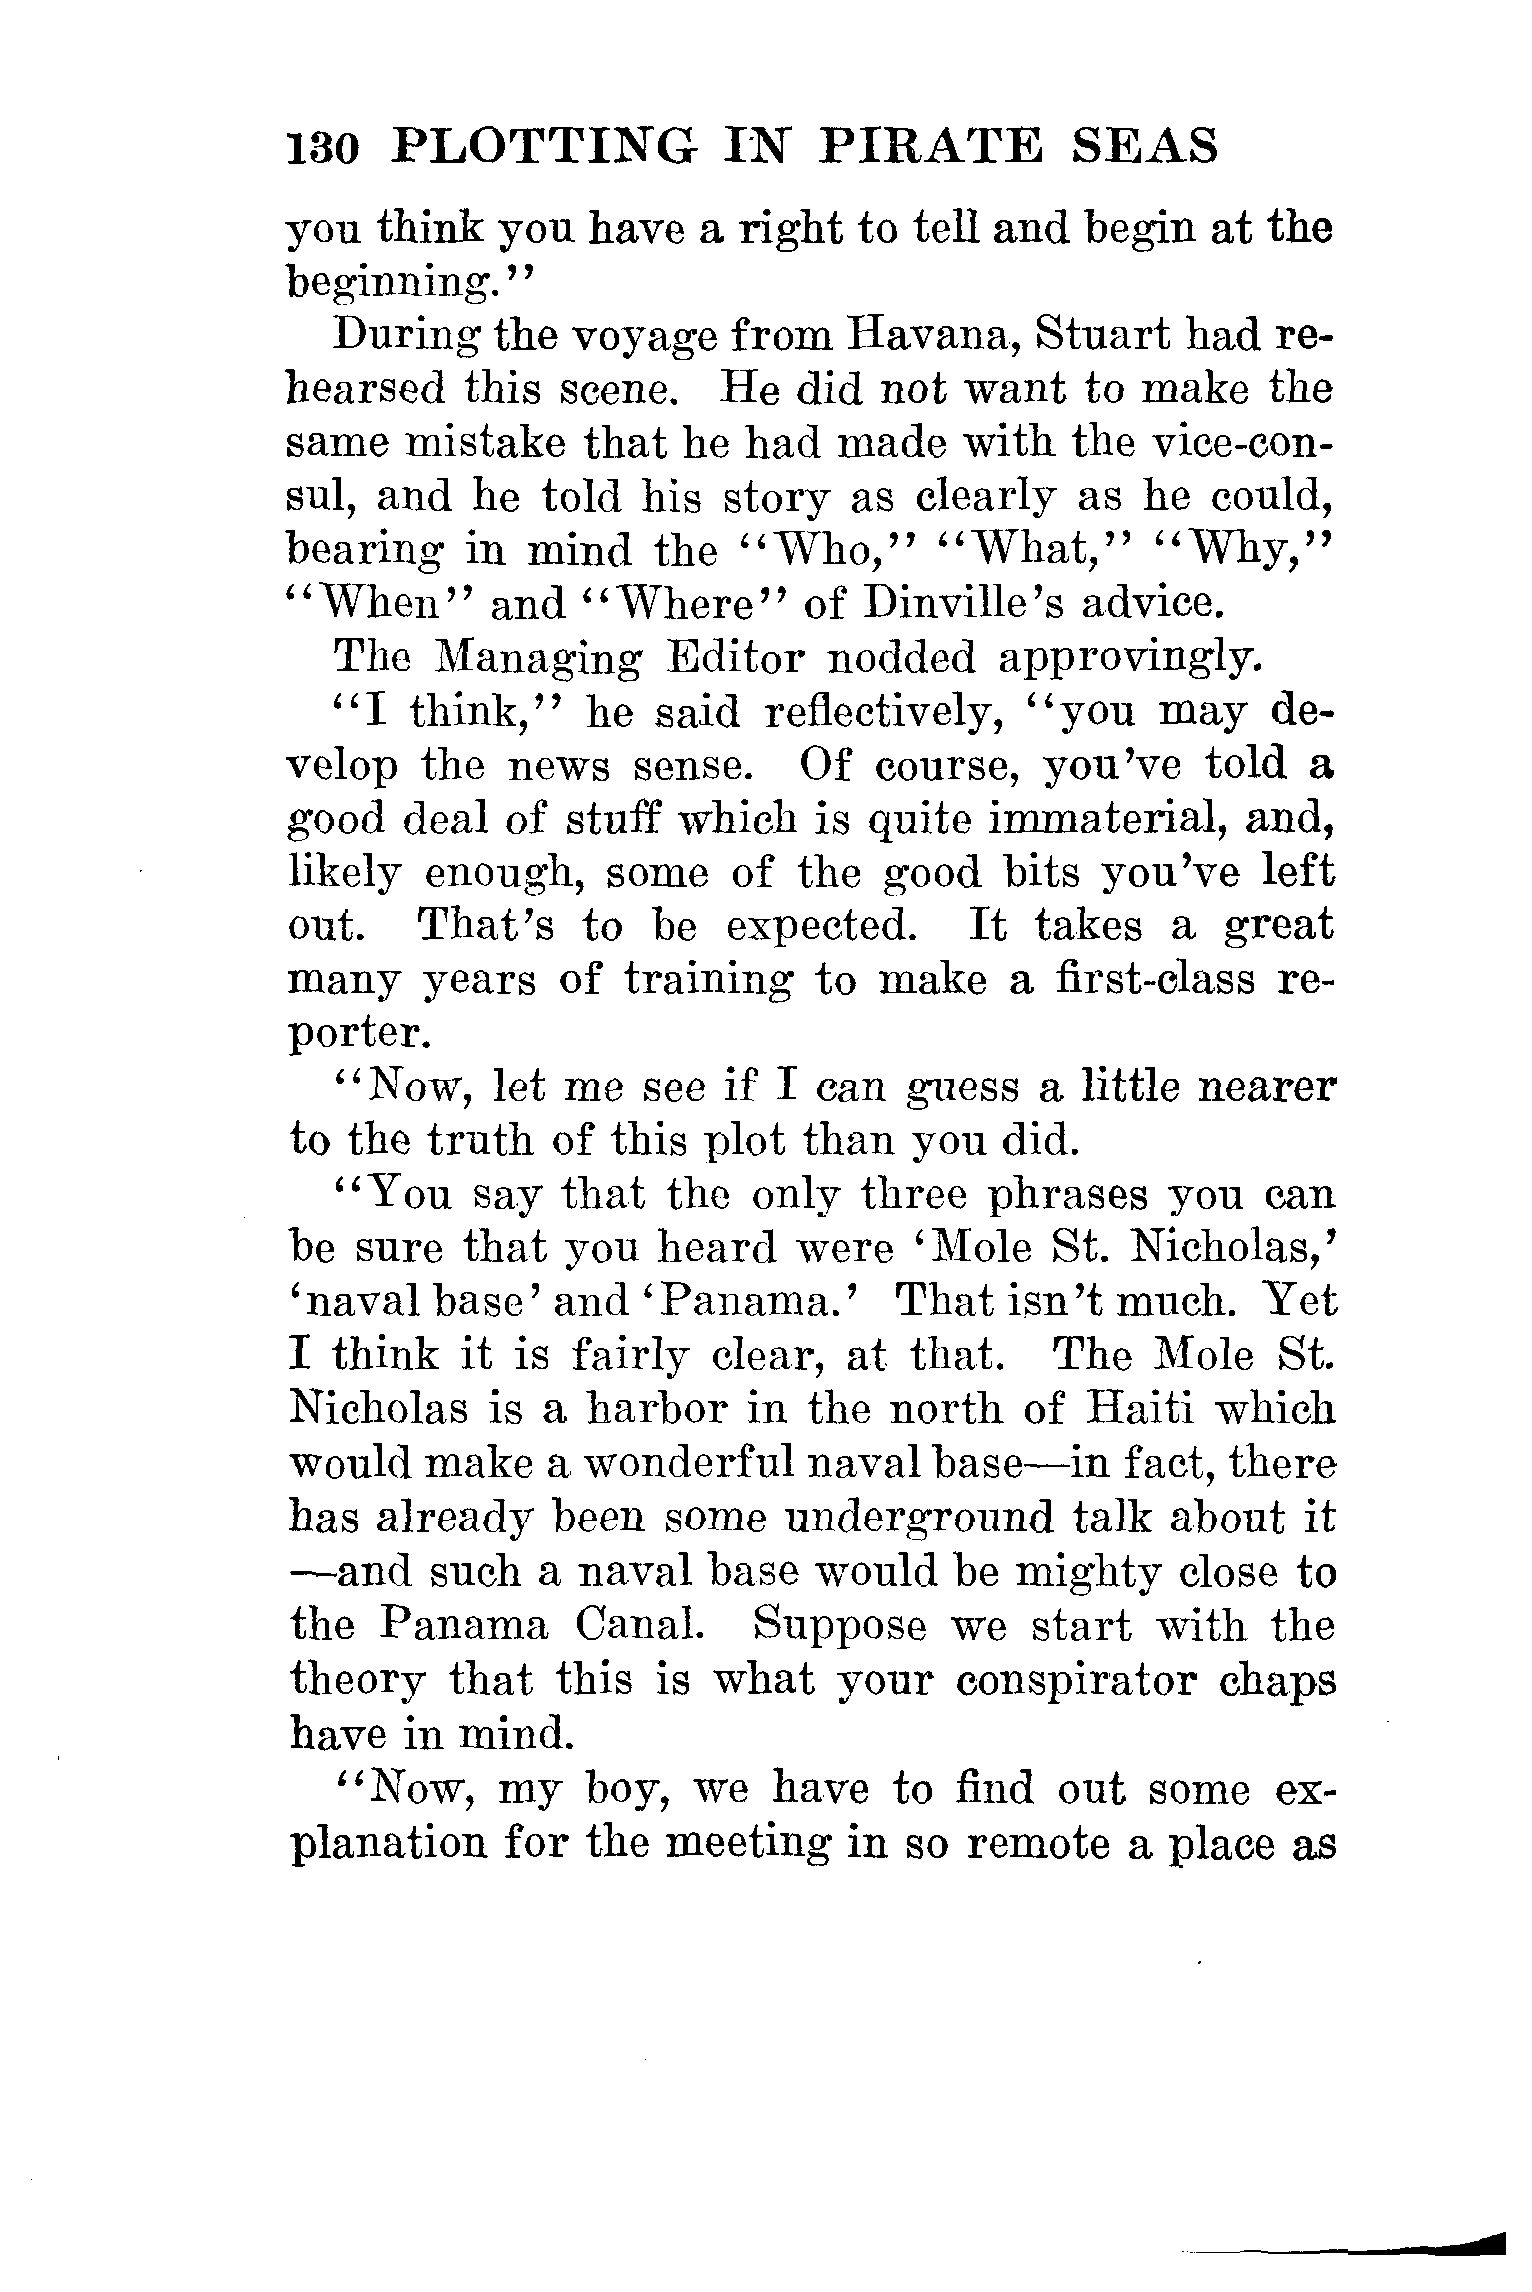 130 PLOTTING IN PIRATE SEAS
you think you have a right to tell and begin at the
beginning.''
During the voyage from Havana, Stuart had re-
hearsed this scene. He did not want to make the
same mistake that he had made with the vice-con-
sul, and he told his story as clearly as he could,
bearing in mind the ''Who,'' ''What,'' ''Why,''
''When'' and ''Where'' of Dinville's advice.
The Managing Editor nodded approvingly.
''I think,'' he said reflectively, ''you may de-
velop the news sense. Of course, you've told a
good deal of stuff which is quite immaterial, and,
likely enough, some of the good bits you've left
out. That's to be expected. It takes a great
many years of training to make a first-class re-
porter.
''Now, let me see if I can guess a little nearer
to the truth of this plot than you did.
''You say that the only three phrases you can
be sure that you heard were 'Mole St. Nicholas,'
'naval base' and 'Panama.' That isn't much. Yet
I think it is fairly clear, at that. The Mole St.
Nicholas is a harbor in the north of Haiti which
would make a wonderful naval base—in fact, there
has already been some underground talk about it
—and such a naval base would be mighty close to
the Panama Canal. Suppose we start with the
theory that this is what your conspirator chaps
have in mind.
''Now, my boy, we have to find out some ex-
planation for the meeting in so remote a place as